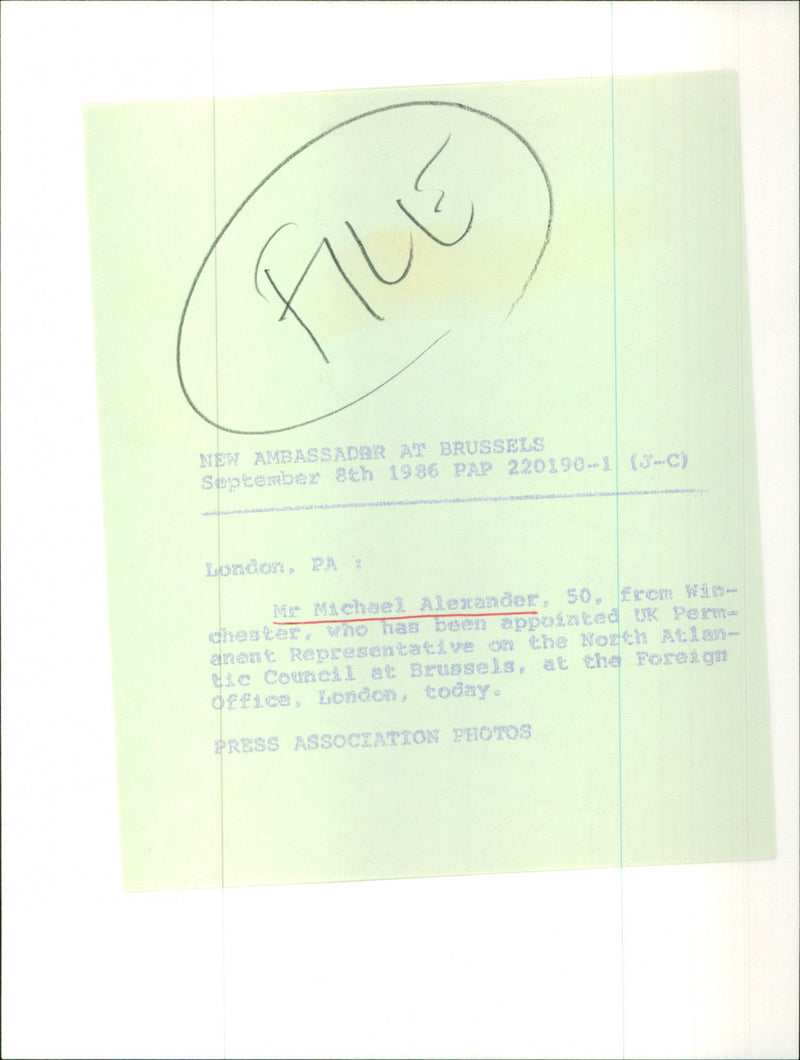 FILE
NEW AMBASSADBR AT BRUSSELS
September 8th 1986 PAP 220190-1 (J-C)
London, PA :
Mr Michael Alexander, 50, from Win-
chester, who has been appointed UK Perm-
anent Representative on the North Atlan-
tic Council at Brussels, at the Foreign
Office, London, today.
PRESS ASSOCIATION PHOTOS